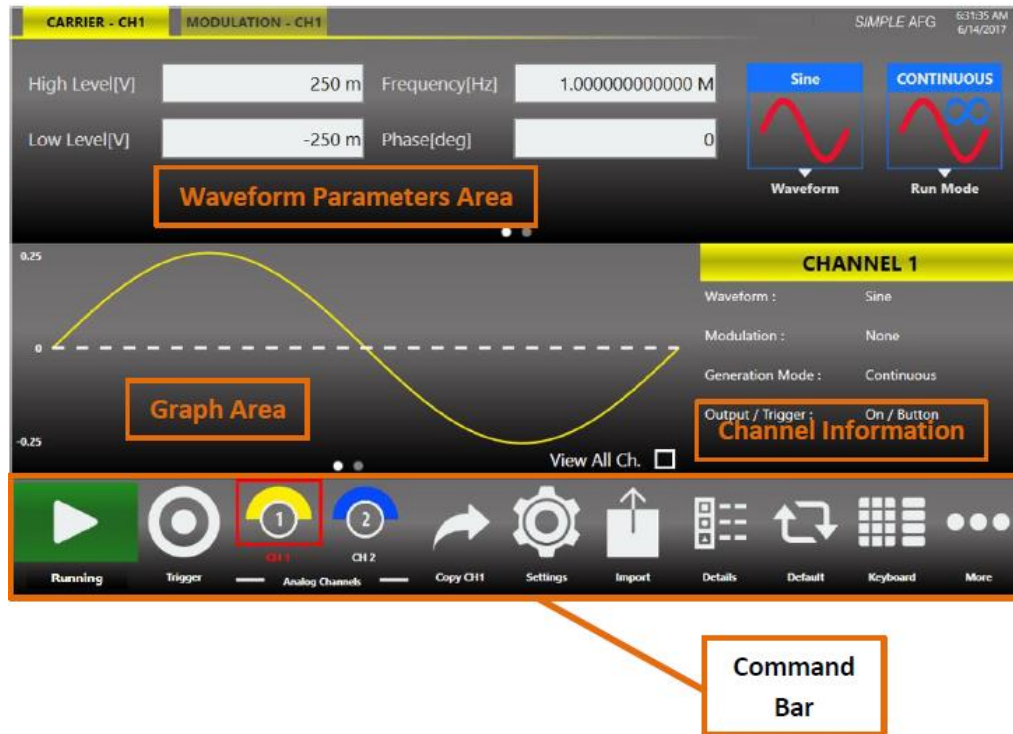 CARRIER - CH1 MODULATION - CH1 SIMPLE AFG 6:31:35 AM
6/14/2017
High Level[V] 250 m Frequency[Hz] 1.000000000000 M Sine CONTINUOUS
Low Level[V] -250 m Phase[deg] 0
Waveform Run Mode
Waveform Parameters Area
0.25 CHANNEL 1
Waveform : Sine
0 Modulation : None
Generation Mode : Continuous
Graph Area Output / Trigger : On / Button
Channel Information
-0.25 View All Ch.
1 2
CH 1 CH 2
Running Trigger Analog Channels Copy CH1 Settings Import Details Default Keyboard More
Command
Bar